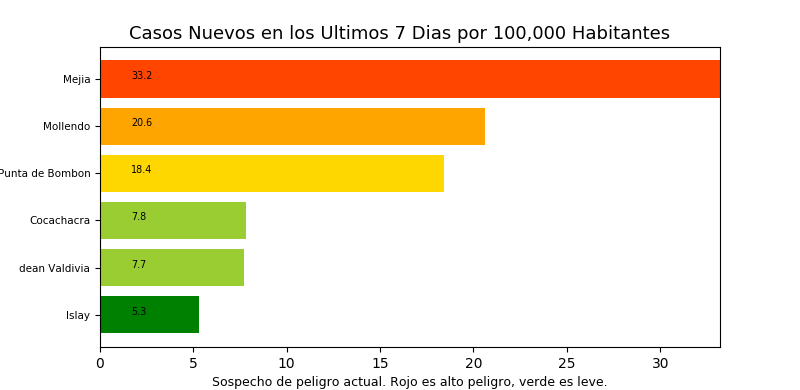 Casos Nuevos en los Ultimos 7 Dias por 100,000 Habitantes
Mejia 33.2
Mollendo 20.6
Punta de Bombon 18.4
Cocachacra 7.8
dean Valdivia 7.7
Islay 5.3
0 5 10 15 20 25 30
Sospecho de peligro actual. Rojo es alto peligro, verde es leve.